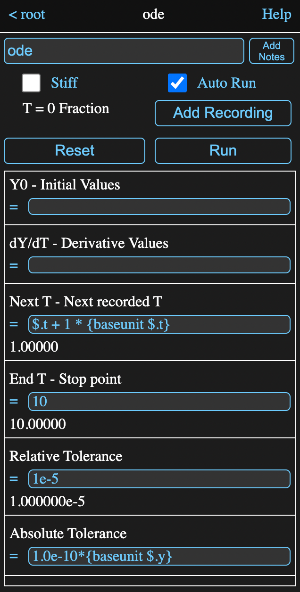 < root ode Help
ode Add Notes
Stiff Auto Run
T = 0 Fraction Add Recording
Reset Run
Y0 - Initial Values
=
dY/dT - Derivative Values
=
Next T - Next recorded T
= $.t + 1 * {baseunit $.t}
1.00000
End T - Stop point
= 10
10.00000
Relative Tolerance
= 1e-5
1.000000e-5
Absolute Tolerance
= 1.0e-10*{baseunit $.y}